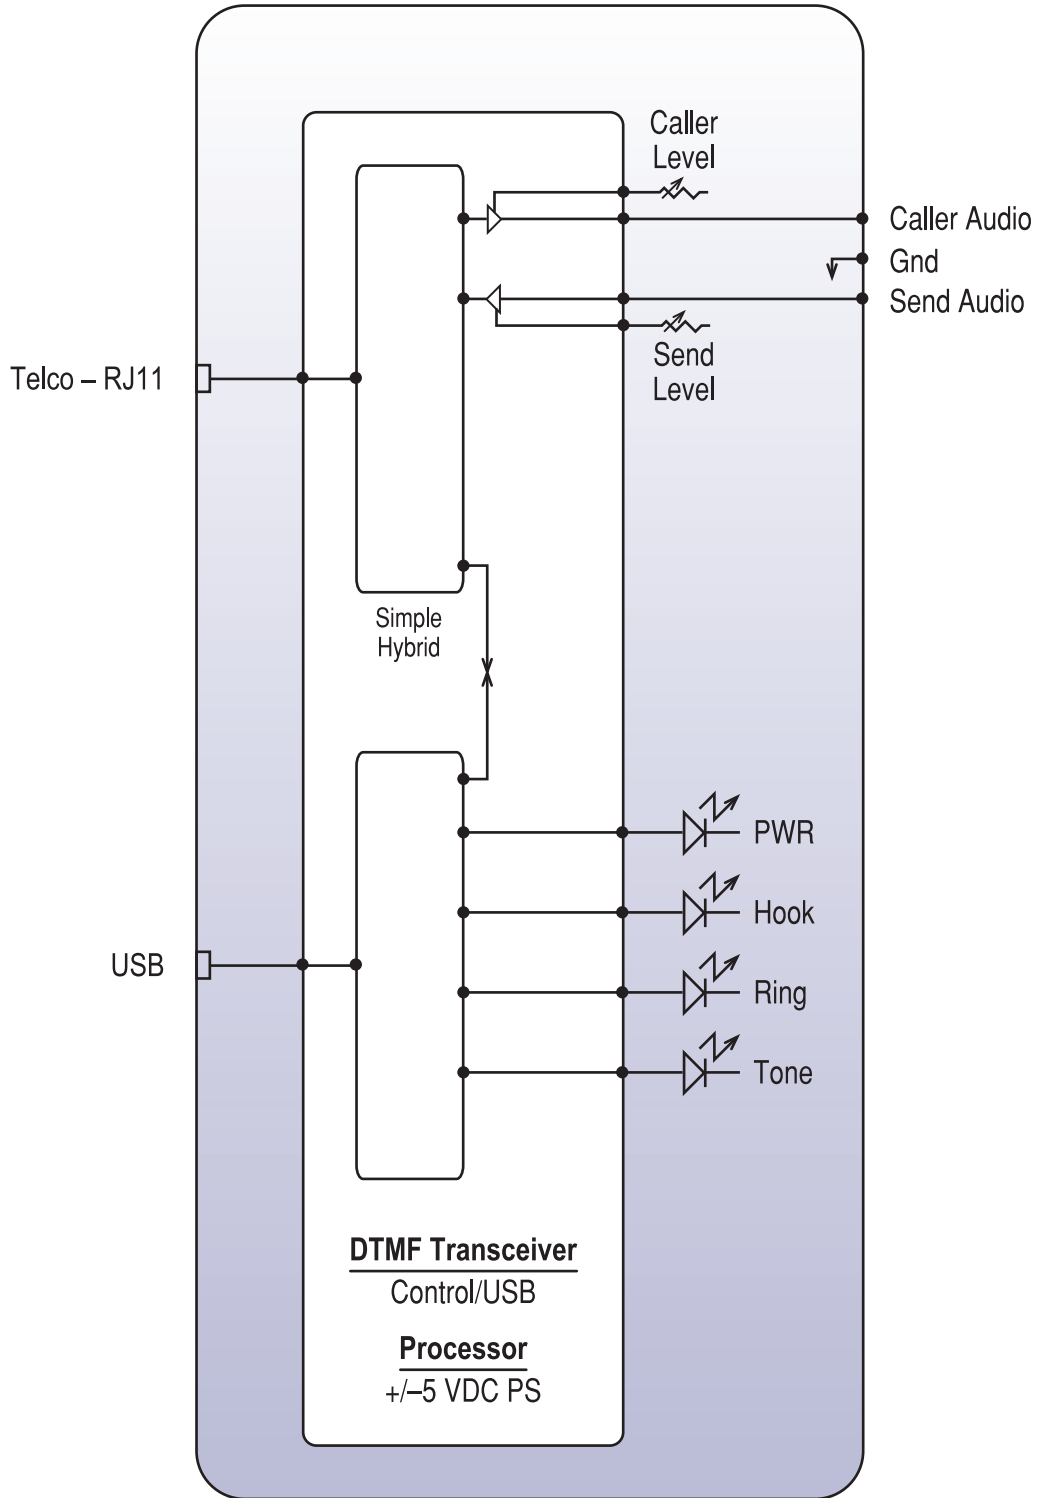 Caller
Level
Caller Audio
Gnd
Send Audio
Send
Level
Telco – RJ11
Simple
Hybrid
PWR
Hook
USB
Ring
Tone
DTMF Transceiver
Control/USB
Processor
+/–5 VDC PS